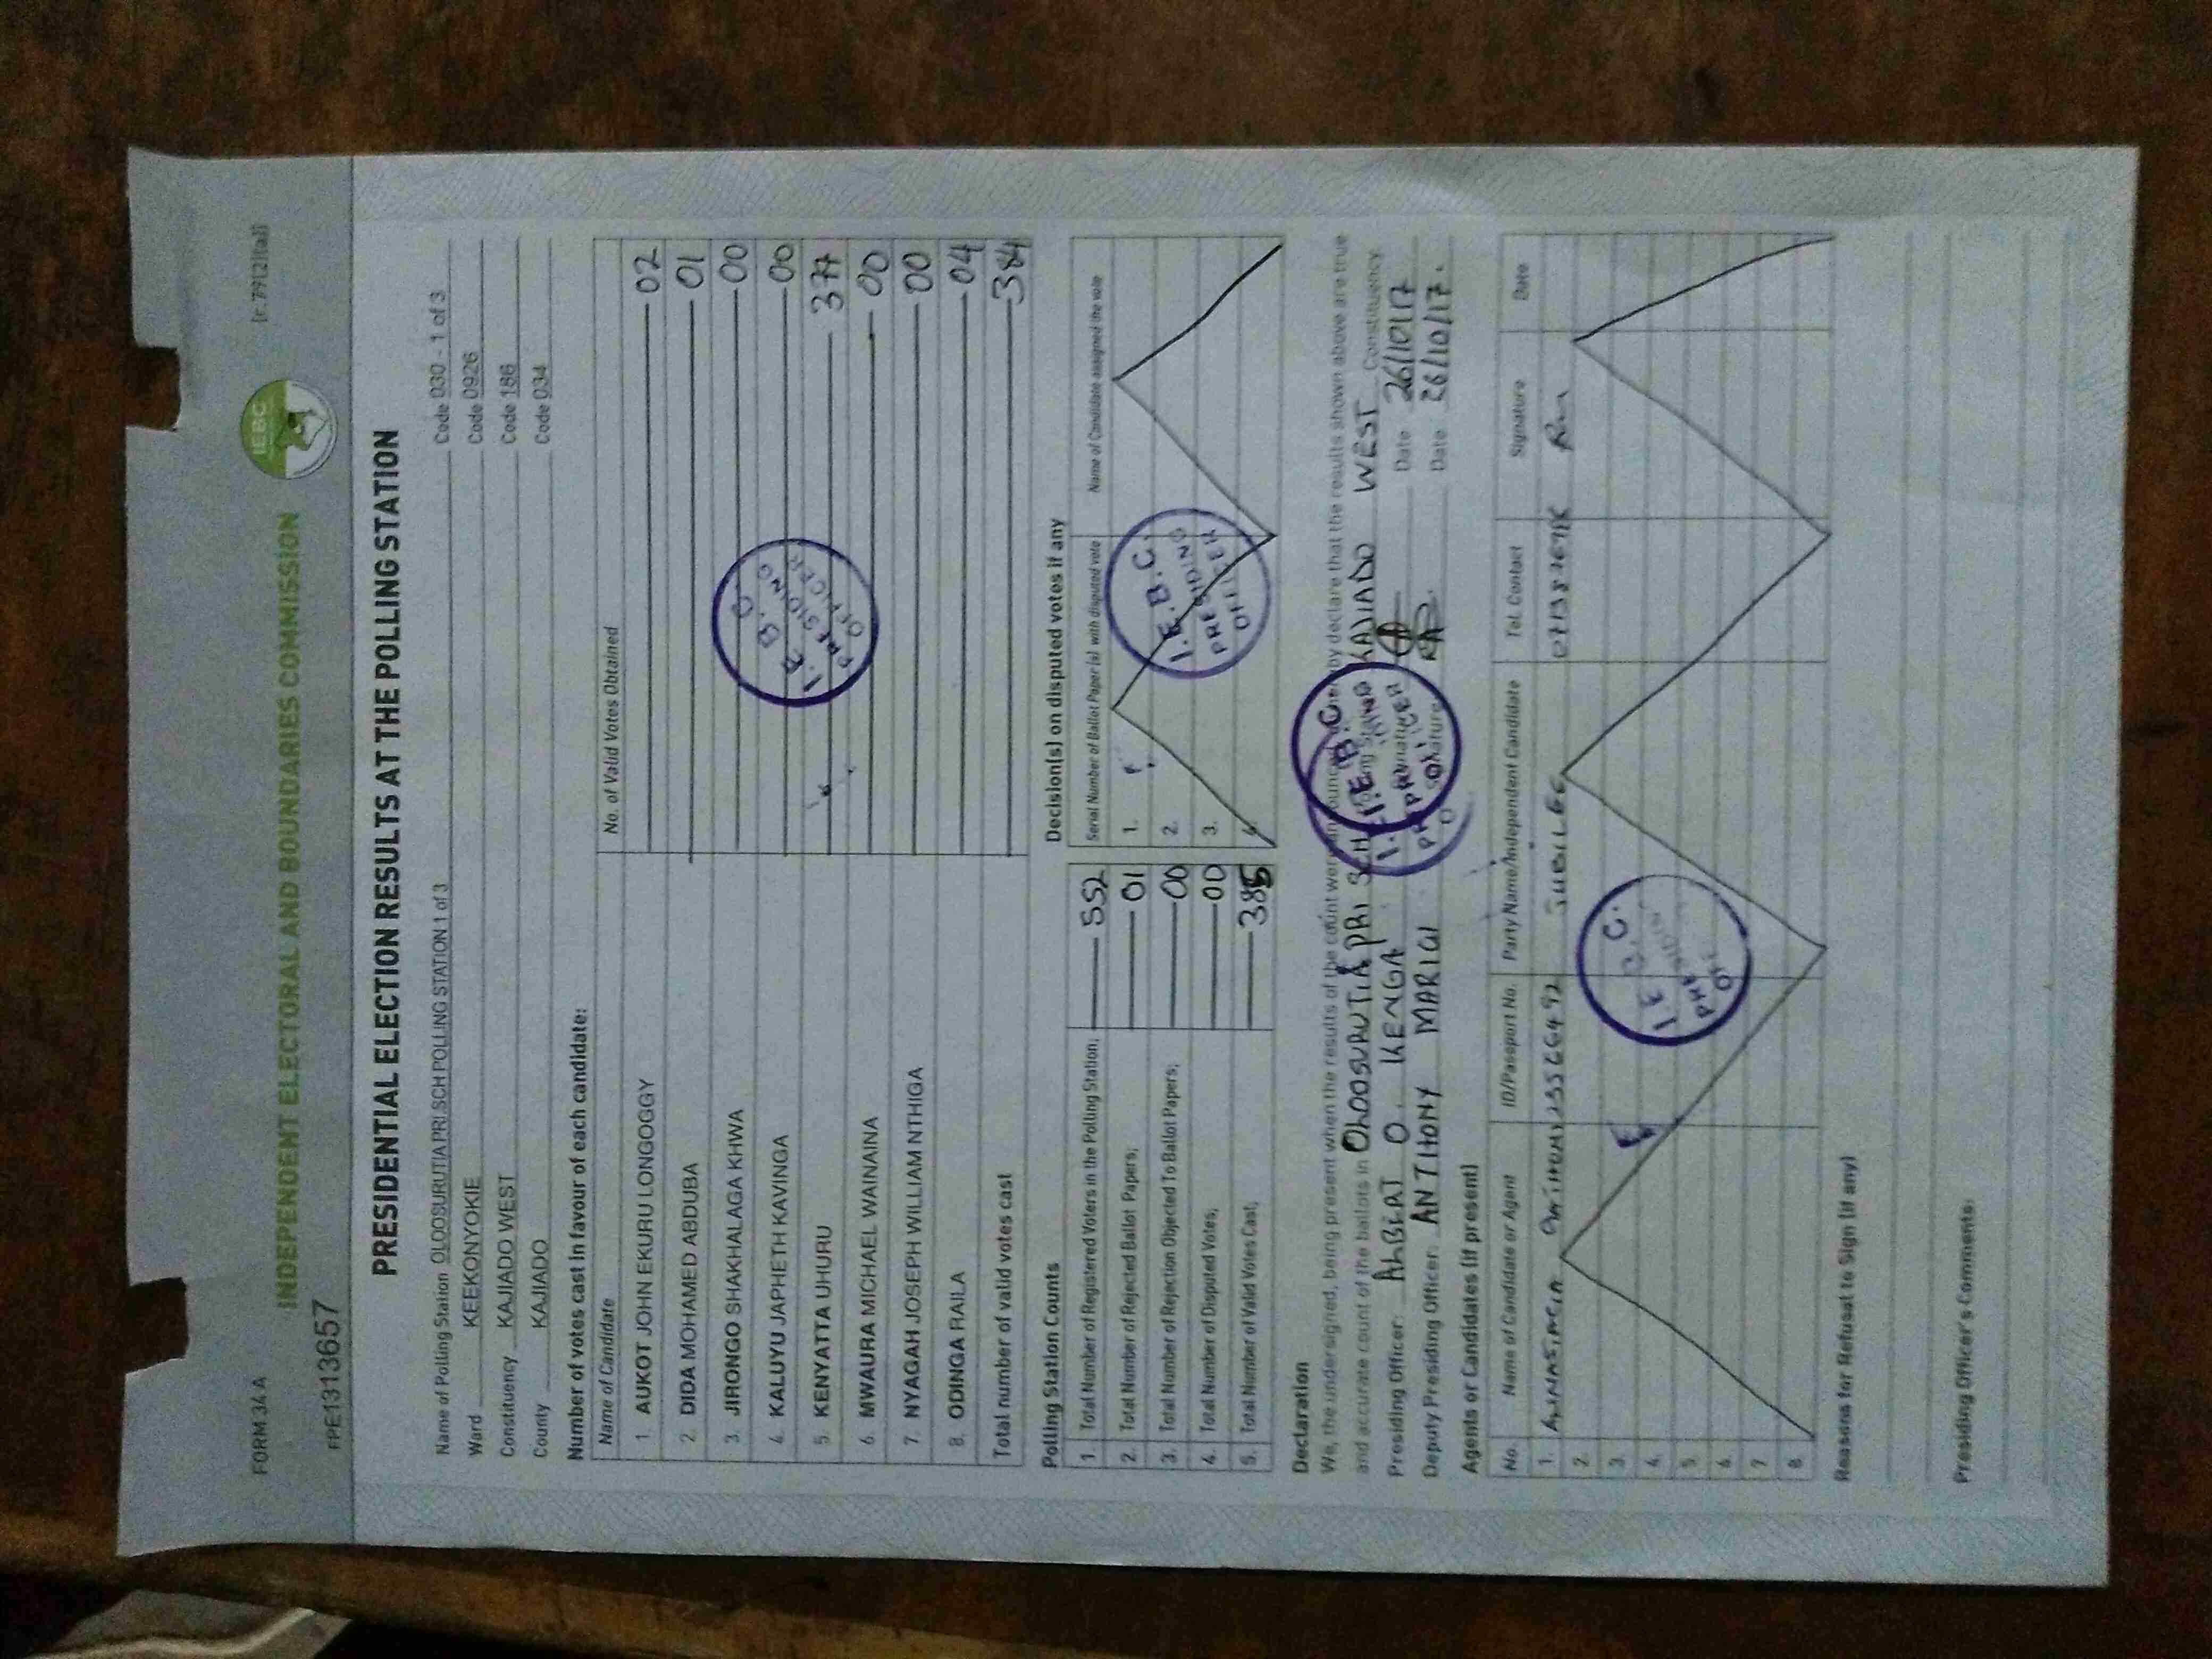 FORM 34 A
[r.79(2)(a)]
INDEPENDENT ELECTORAL AND BOUNDARIES COMMISSION
IEBC
FPE1313657
PRESIDENTIAL ELECTION RESULTS AT THE POLLING STATION
Name of Polling Station OLOOSURUTIA PRI SCH POLLING STATION 1 of 3 Code 030 - 1 of 3
Ward KEEKONYOKIE Code 0926
Constituency KAJIADO WEST Code 186
County KAJIADO Code 034
Number of votes cast in favour of each candidate:
Name of Candidate No. of Valid Votes Obtained
1 AUKOT JOHN EKURU LONGOGGY 02
2 DIDA MOHAMED ABDUBA 01
3. JIRONGO SHAKHALAGA KHWA 00
4 KALUYU JAPHETH KAVINGA 00
5. KENYATTA UHURU 377
6. MWAURA MICHAEL WAINAINA 00
7. NYAGAH JOSEPH WILLIAM NTHIGA 00
8. ODINGA RAILA 04
Total number of valid votes cast 384
I.E.B.C PRESIDING OFFICER
Polling Station Counts
1. Total Number of Registered Voters in the Polling Station; 552
2. Total Number of Rejected Ballot Papers; 01
3. Total Number of Rejection Objected To Ballot Papers; 00
4. Total Number of Disputed Votes; 00
5. Total Number of Valid Votes Cast;
Decision(s) on disputed votes if any
Serial Number of Ballot Paper (s) with disputed vote Name of Candidate assigned the vote
1.
2.
3.
4.
I.E.B.C. PRESIDING OFFICER
Declaration
We, the undersigned, being present when the results of the count were declare that the results shown above are true
and accurate count of the ballots in PRI SCH KAJIADO WEST Constituency.
Presiding Officer: ALBERT O. KENGA Date 26/10/17
Deputy Presiding Officer: ANTHONY MARIGI Date 26/10/17.
I.E.B.C
Agents or Candidates (if present)
No. Name of Candidate or Agent ID/Passport No. Party Name/Independent Candidate Tel. Contact Signature Date
1. JUBILEE
2.
3.
4.
5.
6.
7.
8.
I.E.B.C.
Reasons for Refusal to Sign (if any)
Presiding Officer's Comments: